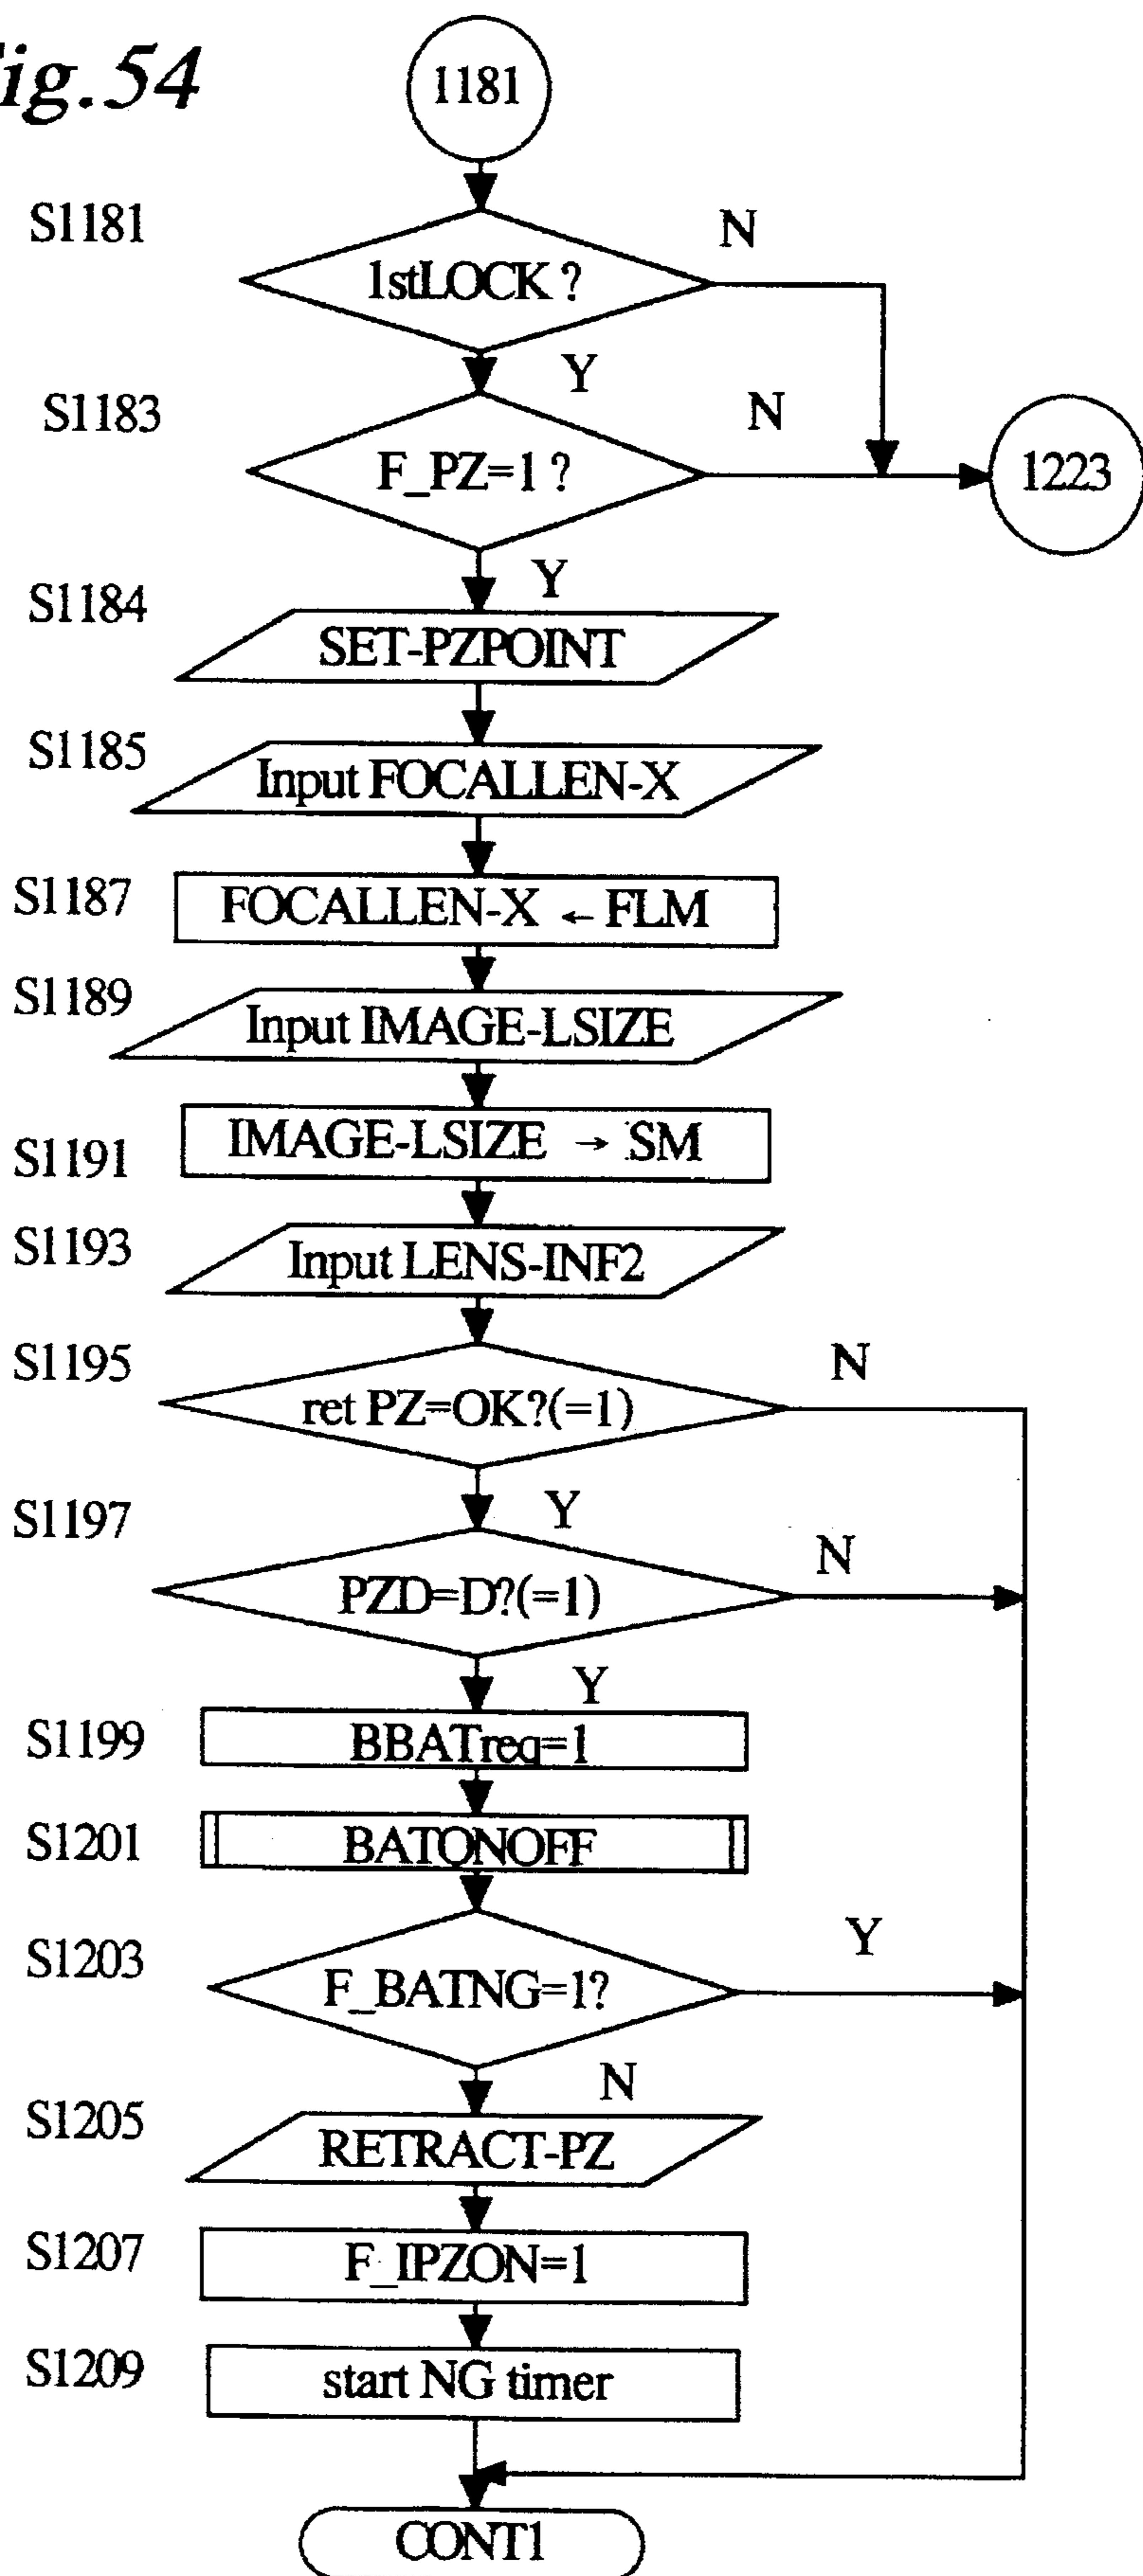 ig.54
1181
S1181
1stLOCK ?
N
Y
S1183
F_PZ=1 ?
N
1223
Y
S1184
SET-PZPOINT
S1185
Input FOCALLEN-X
S1187
FOCALLEN-X ← FLM
S1189
Input IMAGE-LSIZE
S1191
IMAGE-LSIZE → SM
S1193
Input LENS-INF2
S1195
ret PZ=OK?(=1)
N
Y
S1197
PZD=D?(=1)
N
Y
S1199
BBATreq=1
S1201
BATONOFF
S1203
F_BATNG=1?
Y
N
S1205
RETRACT-PZ
S1207
F_IPZON=1
S1209
start NG timer
CONT1